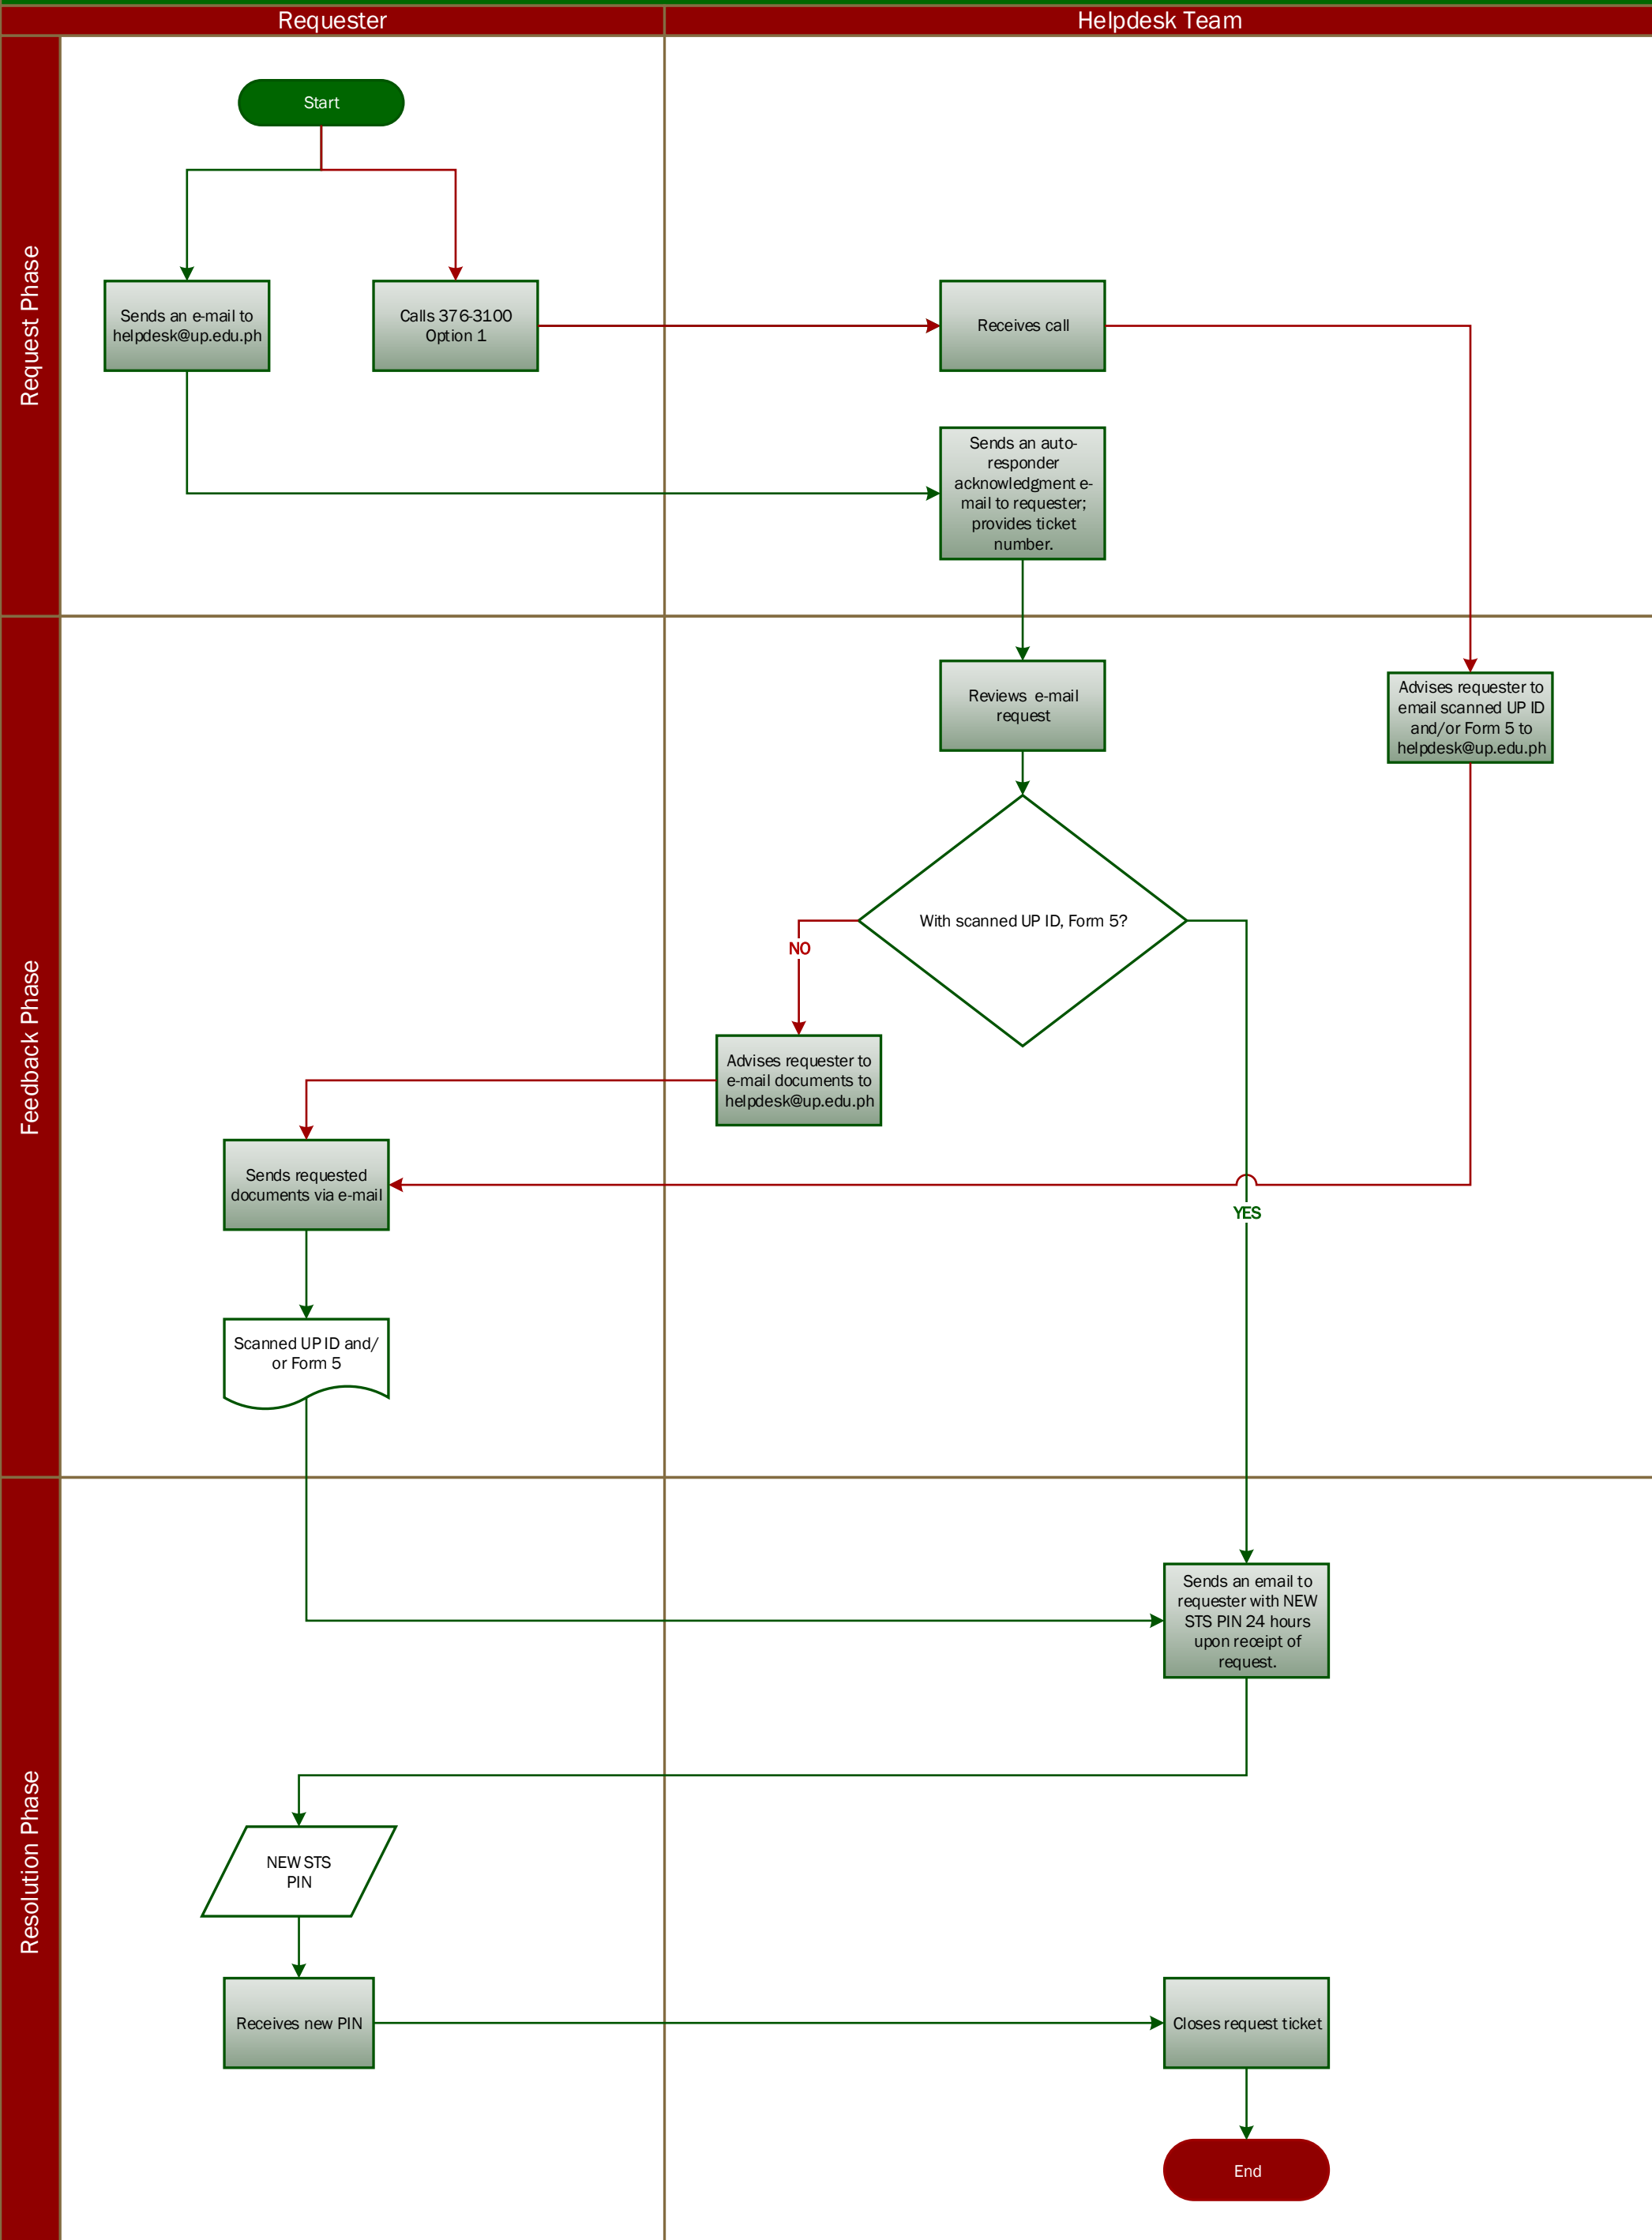 Requester
Helpdesk Team
Request Phase
Start
Sends an e-mail to
helpdesk@up.edu.ph
Calls 376-3100
Option 1
Receives call
Sends an auto-
responder
acknowledgment e-
mail to requester;
provides ticket
number.
Feedback Phase
Reviews e-mail
request
Advises requester to
email scanned UP ID
and/or Form 5 to
helpdesk@up.edu.ph
With scanned UP ID, Form 5?
NO
Advises requester to
e-mail documents to
helpdesk@up.edu.ph
Sends requested
documents via e-mail
YES
Scanned UP ID and/
or Form 5
Resolution Phase
Sends an email to
requester with NEW
STS PIN 24 hours
upon receipt of
request.
NEW STS
PIN
Receives new PIN
Closes request ticket
End